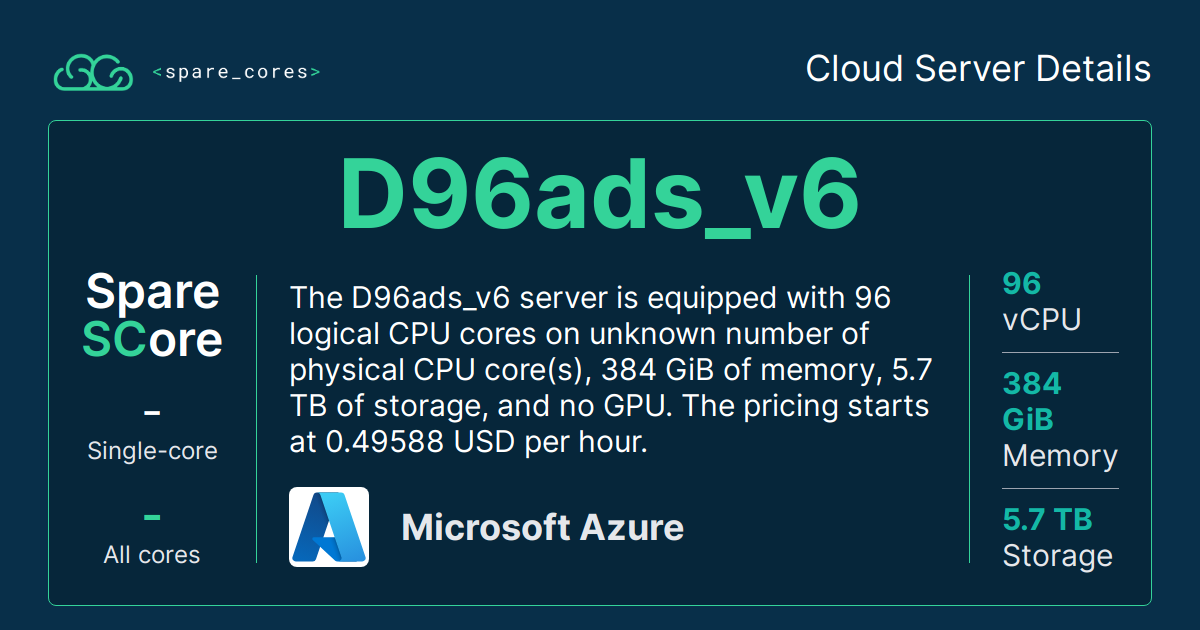 <spare_cores>
Cloud Server Details
D96ads_v6
Spare
SCore
–
Single-core
–
All cores
The D96ads_v6 server is equipped with 96
logical CPU cores on unknown number of
physical CPU core(s), 384 GiB of memory, 5.7
TB of storage, and no GPU. The pricing starts
at 0.49588 USD per hour.
Microsoft Azure
96
vCPU
384
GiB
Memory
5.7 TB
Storage